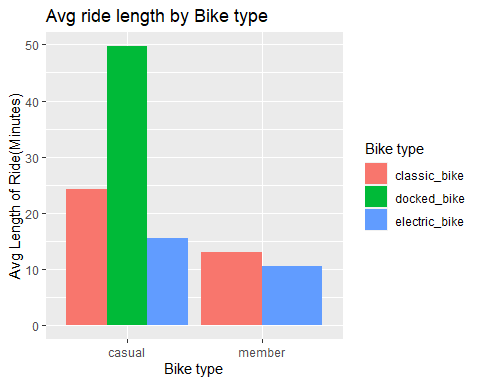 Avg ride length by Bike type
Avg Length of Ride(Minutes)
50
40
30
20
10
0
casual
member
Bike type
Bike type
classic_bike
docked_bike
electric_bike